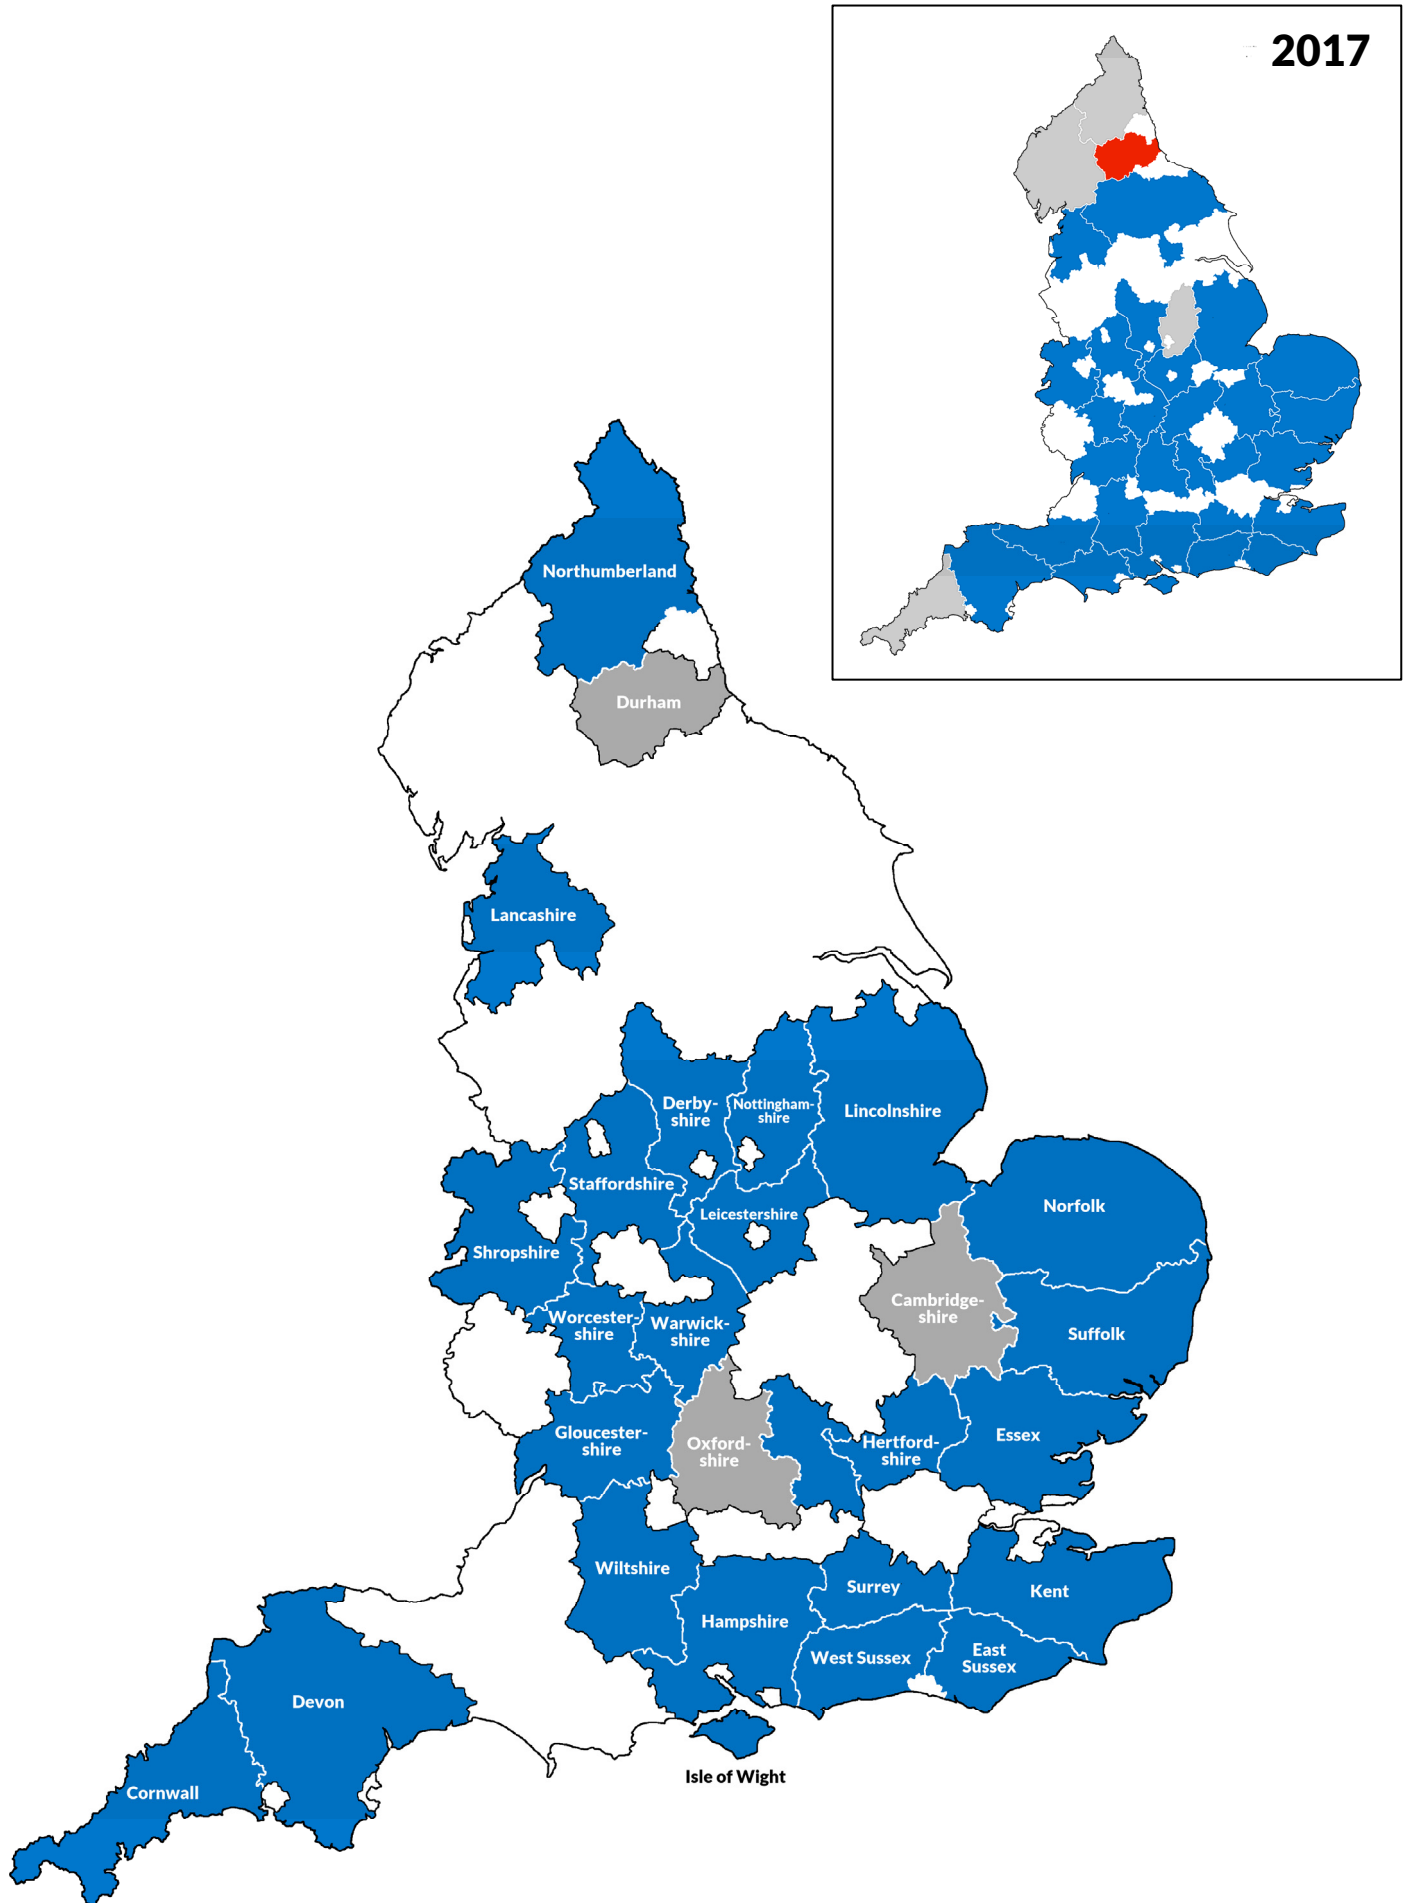 2017
Northumberland
Durham
Lancashire
Derby-
shire
Nottingham-
shire
Lincolnshire
Staffordshire
Leicestershire
Norfolk
Shropshire
Cambridge-
shire
Worcester-
shire
Warwick-
shire
Suffolk
Gloucester-
shire
Oxford-
shire
Hertford-
shire
Essex
Wiltshire
Surrey
Kent
Hampshire
West Sussex
East
Sussex
Devon
Isle of Wight
Cornwall